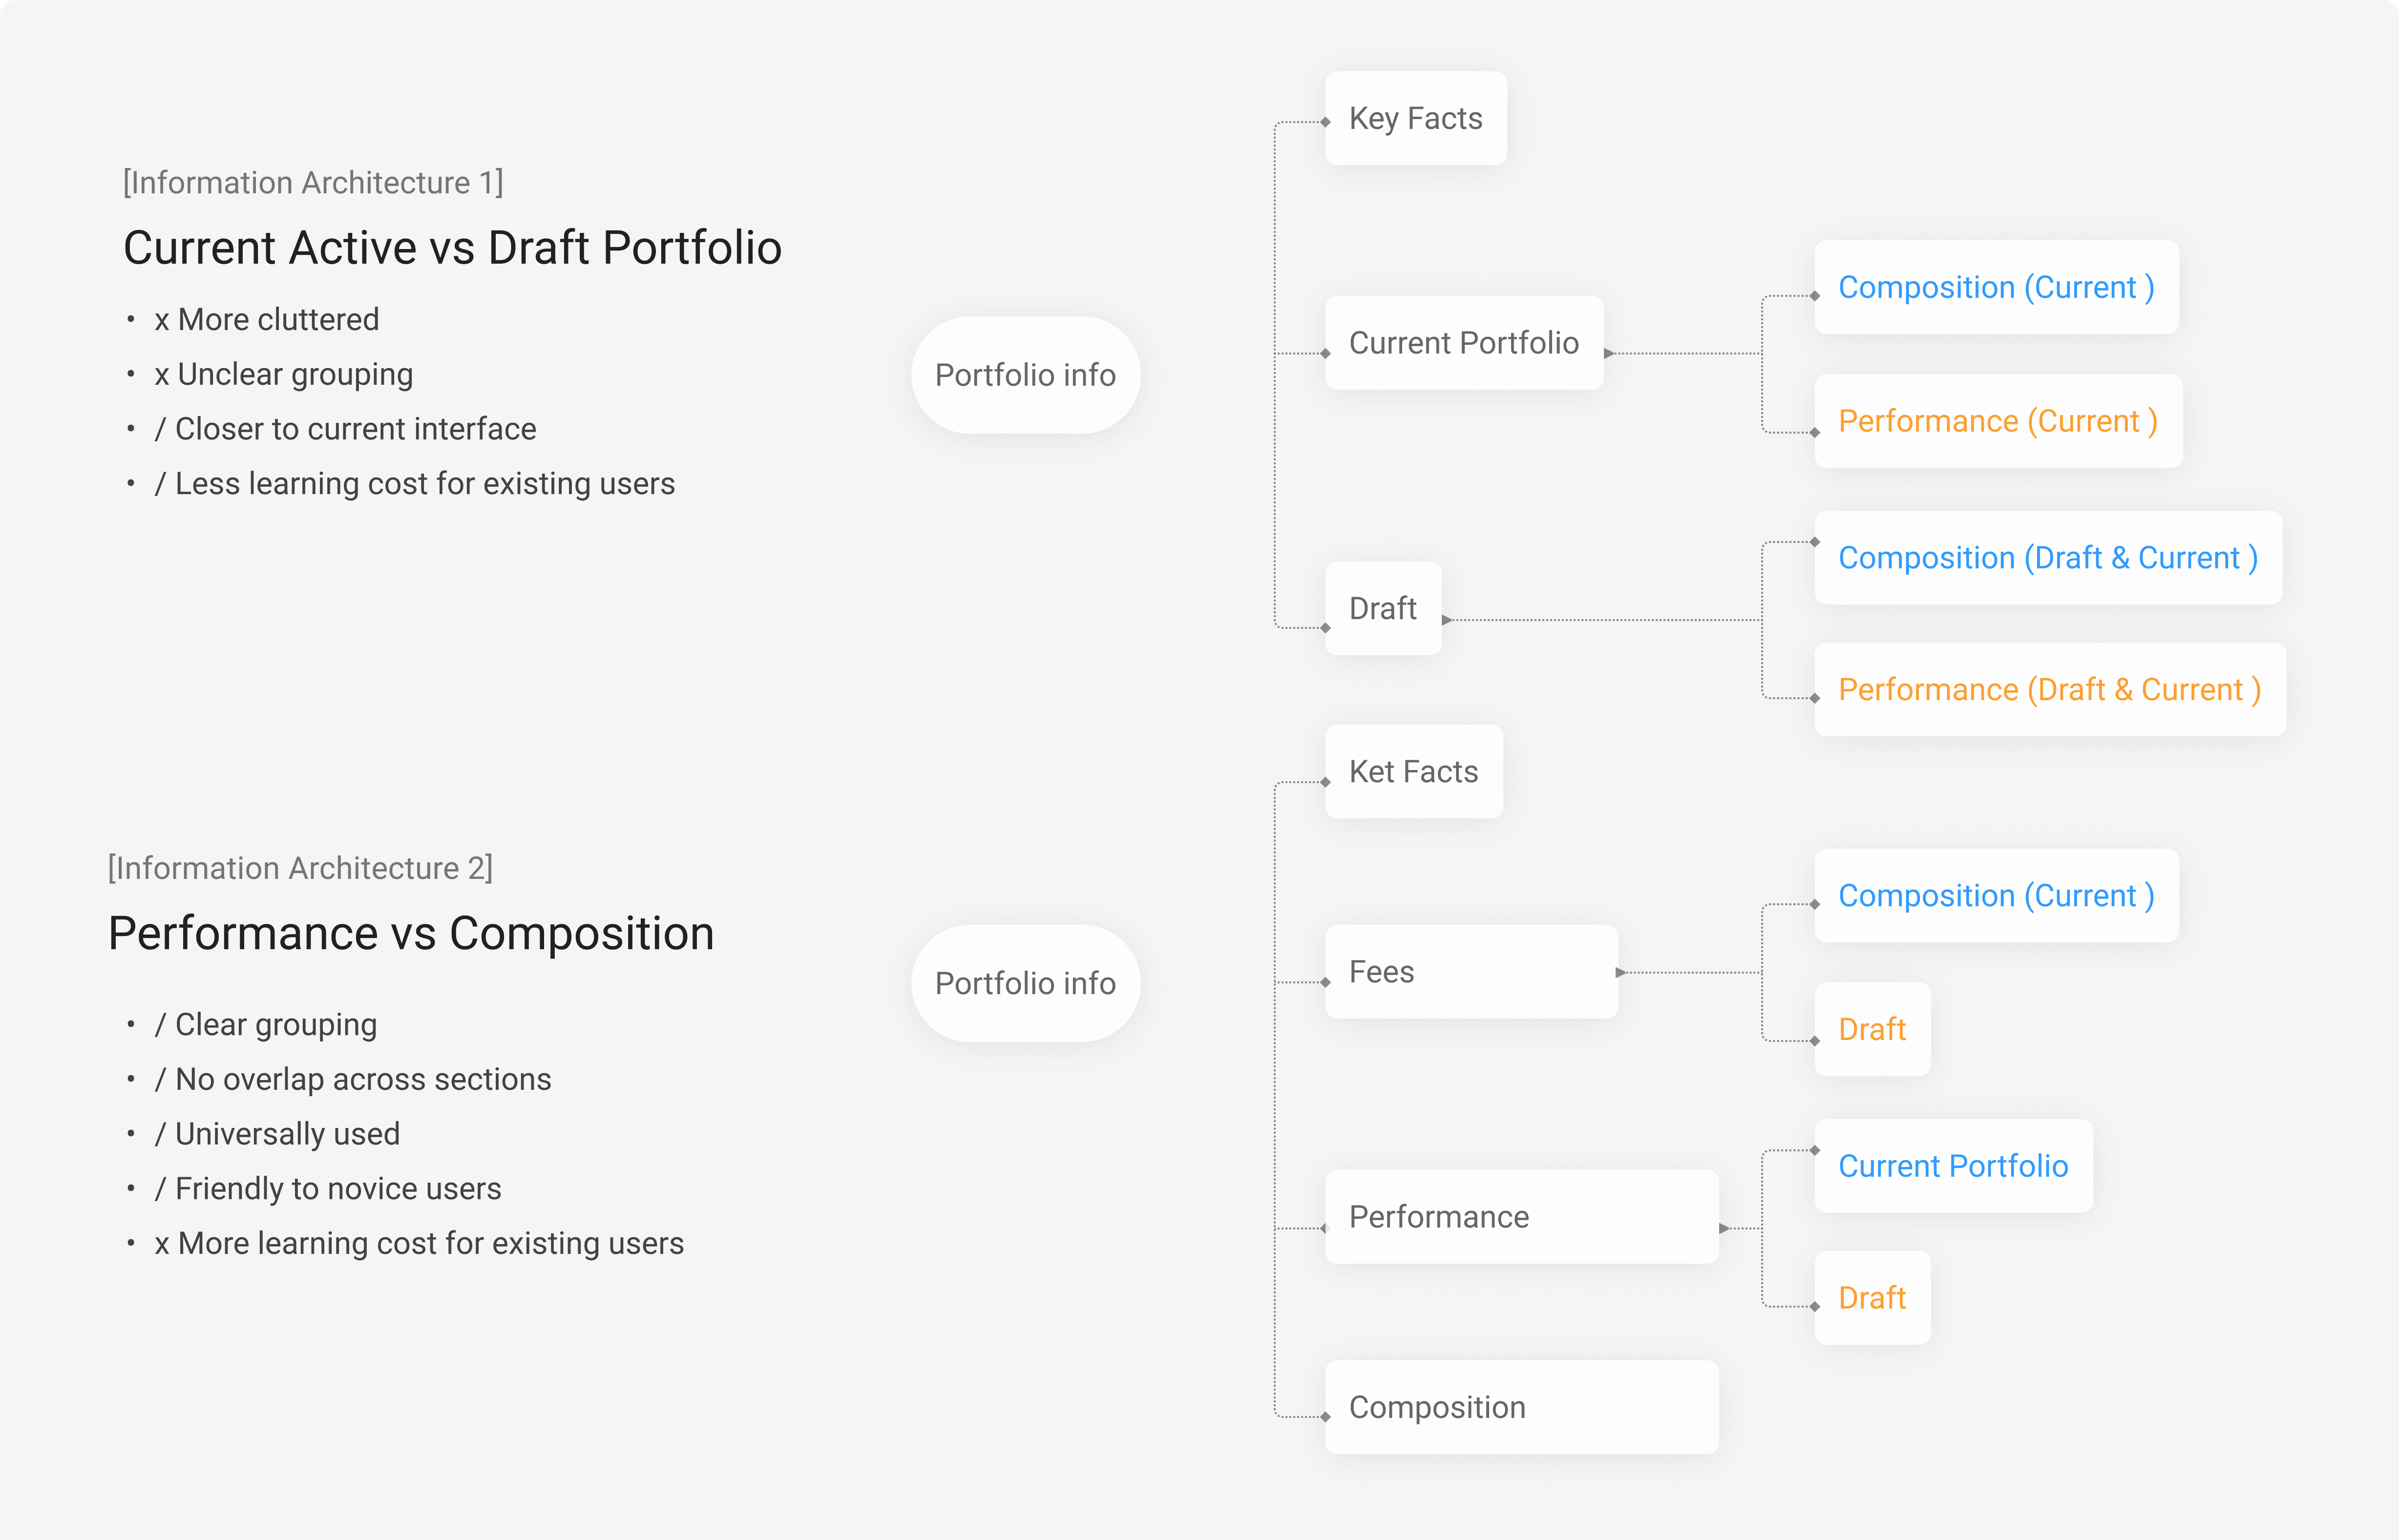 [Information Architecture 1]
Current Active vs Draft Portfolio
• x More cluttered
• x Unclear grouping
• / Closer to current interface
• / Less learning cost for existing users
Portfolio info
Key Facts
Current Portfolio
Composition (Current )
Performance (Current )
Draft
Composition (Draft & Current )
Performance (Draft & Current )
[Information Architecture 2]
Performance vs Composition
• / Clear grouping
• / No overlap across sections
• / Universally used
• / Friendly to novice users
• x More learning cost for existing users
Portfolio info
Ket Facts
Fees
Composition (Current )
Draft
Performance
Current Portfolio
Draft
Composition